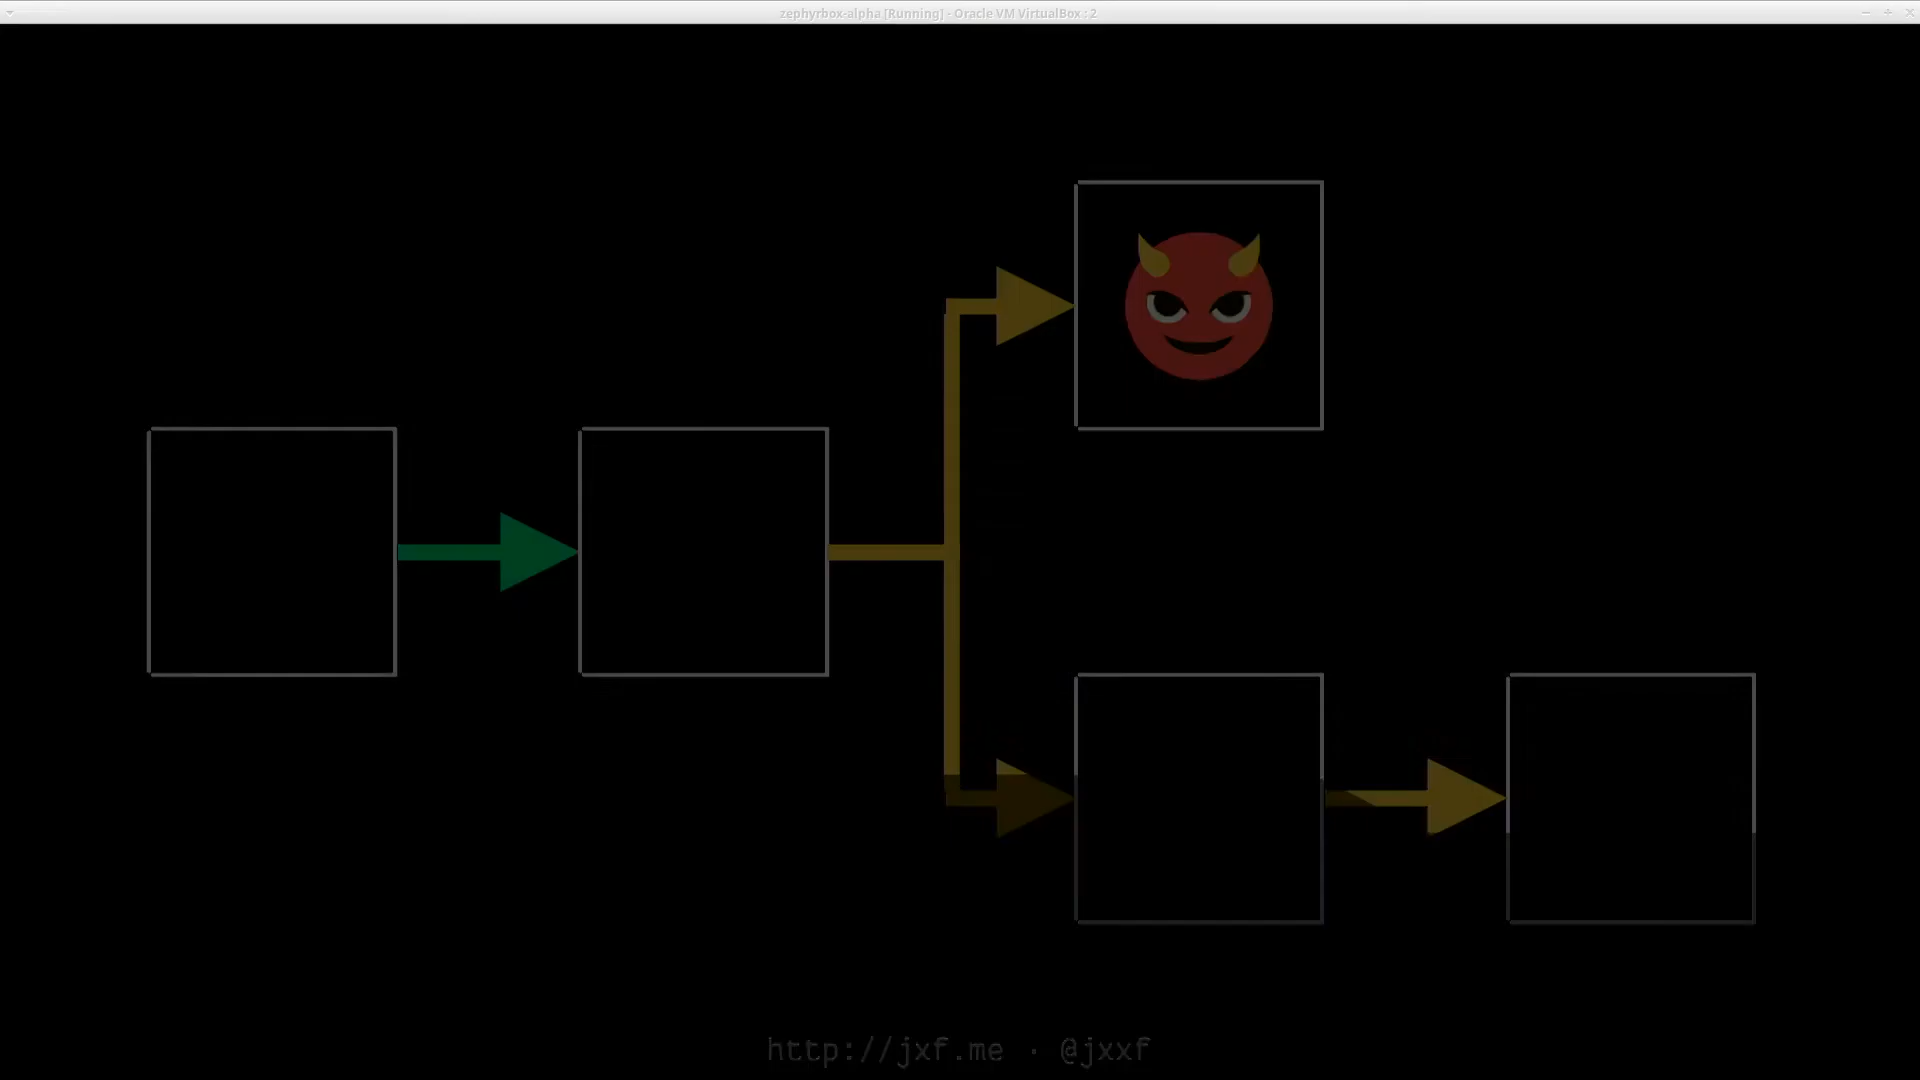 zephyrbox-alpha [Running] - Oracle VM VirtualBox : 2
http://jxf.me · @jxxf